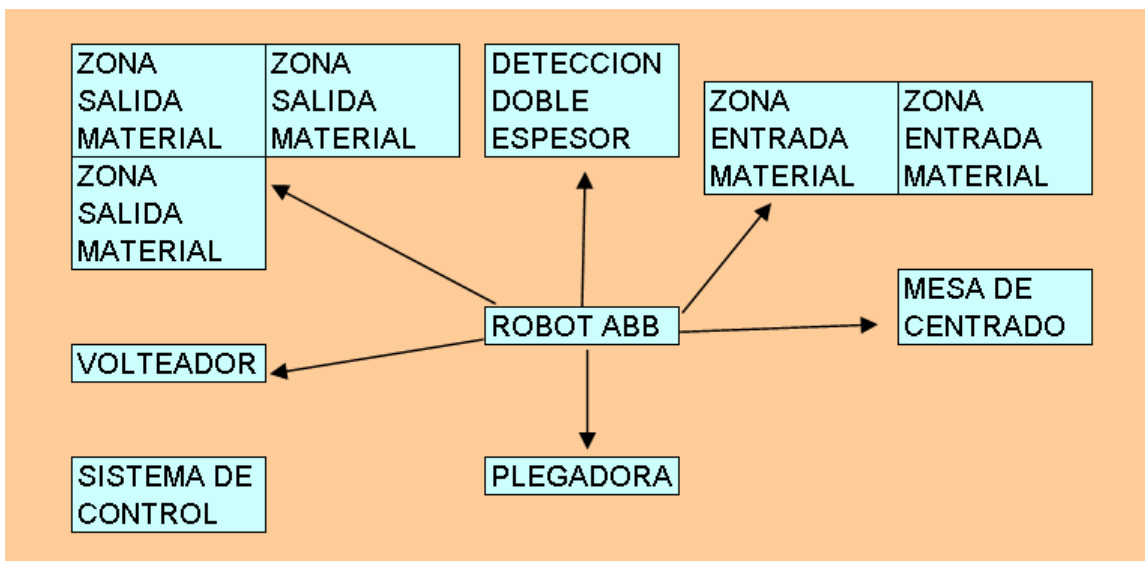 ZONA
SALIDA
MATERIAL
ZONA
SALIDA
MATERIAL
ZONA
SALIDA
MATERIAL
DETECCION
DOBLE
ESPESOR
ZONA
ENTRADA
MATERIAL
ZONA
ENTRADA
MATERIAL
MESA DE
CENTRADO
ROBOT ABB
VOLTEADOR
SISTEMA DE
CONTROL
PLEGADORA